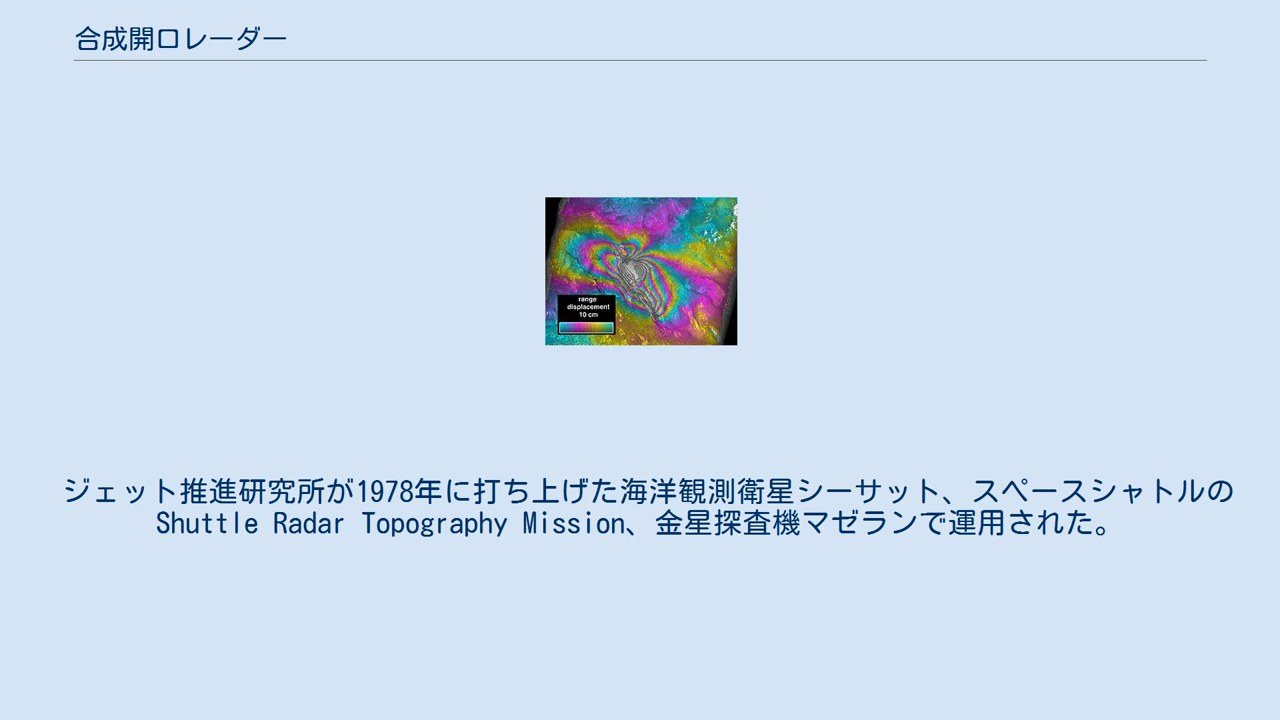 合成開口レーダー
range
displacement
10 cm
ジェット推進研究所が1978年に打ち上げた海洋観測衛星シーサット、スペースシャトルの
Shuttle Radar Topography Mission、金星探査機マゼランで運用された。